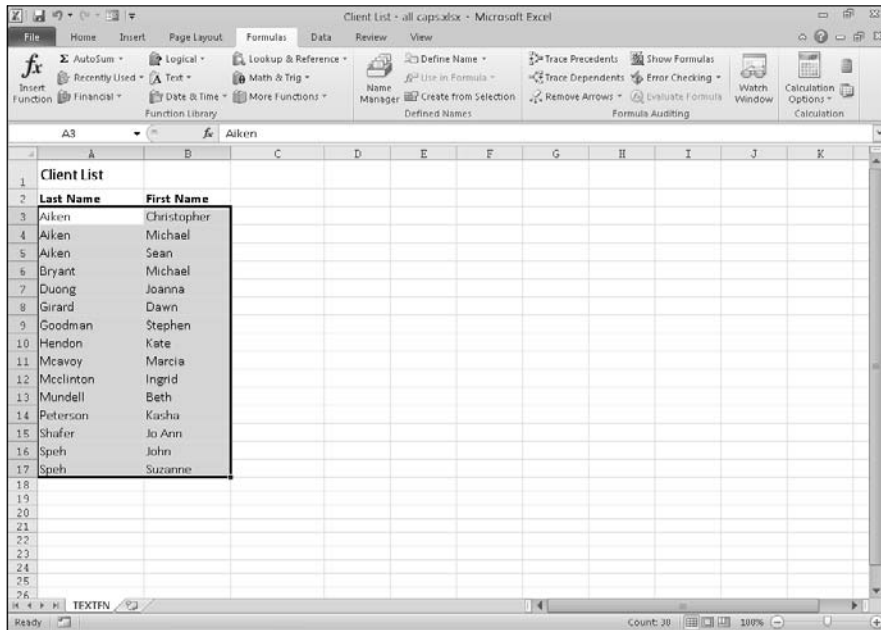 Client List - all caps.xlsx - Microsoft Excel
File Home Insert Page Layout Formulas Data Review View
fx Insert Function
Σ AutoSum
Recently Used
Financial
Logical
Text
Date & Time
Lookup & Reference
Math & Trig
More Functions
Function Library
Name Manager
Define Name
Use in Formula
Create from Selection
Defined Names
Trace Precedents
Trace Dependents
Remove Arrows
Show Formulas
Error Checking
Evaluate Formula
Formula Auditing
Watch Window
Calculation Options
Calculation
A3 fx Aiken
A B C D E F G H I J K
1 Client List
2 Last Name First Name
3 Aiken Christopher
4 Aiken Michael
5 Aiken Sean
6 Bryant Michael
7 Duong Joanna
8 Girard Dawn
9 Goodman Stephen
10 Hendon Kate
11 Mcavoy Marcia
12 Mcclinton Ingrid
13 Mundell Beth
14 Peterson Kasha
15 Shafer Jo Ann
16 Speh John
17 Speh Suzanne
18
19
20
21
22
23
24
25
26
TEXTFN
Ready Count: 30 100%